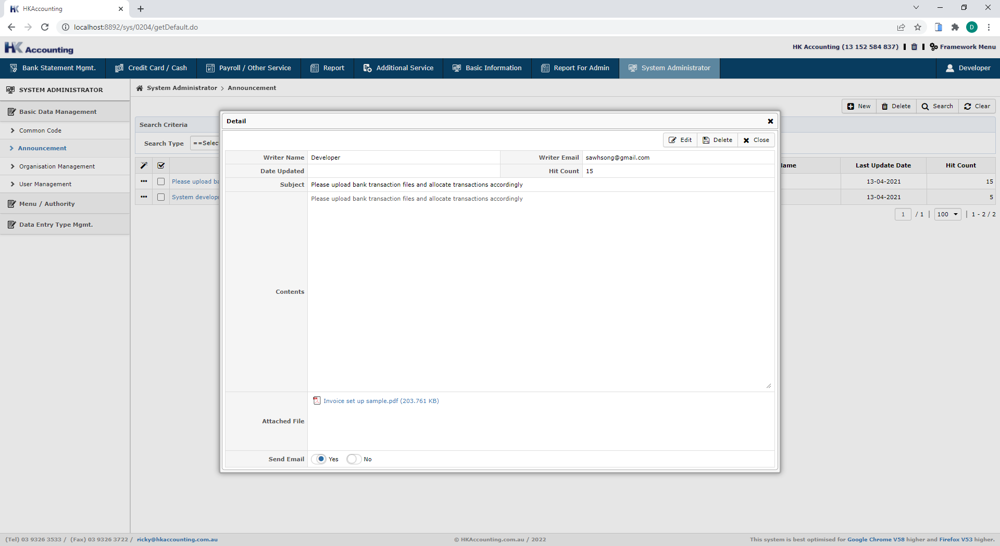 HKAccounting
localhost:8892/sys/0204/getDefault.do
D
HK Accounting
HK Accounting (13 152 584 837)
Framework Menu
Bank Statement Mgmt.
Credit Card / Cash
Payroll / Other Service
Report
Additional Service
Basic Information
Report For Admin
System Administrator
Developer
SYSTEM ADMINISTRATOR
System Administrator > Announcement
Basic Data Management
Common Code
Announcement
Organisation Management
User Management
Menu / Authority
Data Entry Type Mgmt.
New
Delete
Search
Clear
Search Criteria
Search Type
==Selec
Last Update Date
Hit Count
Please upload ba
13-04-2021
15
System develop
13-04-2021
5
1 / 1 | 100 | 1 - 2 / 2
Detail
Edit
Delete
Close
Writer Name
Developer
Writer Email
sawhsong@gmail.com
Date Updated
Hit Count
15
Subject
Please upload bank transaction files and allocate transactions accordingly
Contents
Please upload bank transaction files and allocate transactions accordingly
Attached File
Invoice set up sample.pdf (203.761 KB)
Send Email
Yes
No
(Tel) 03 9326 3533 / (Fax) 03 9326 3722 / ricky@hkaccounting.com.au
© HKAccounting.com.au / 2022
This system is best optimised for Google Chrome V58 higher and Firefox V53 higher.